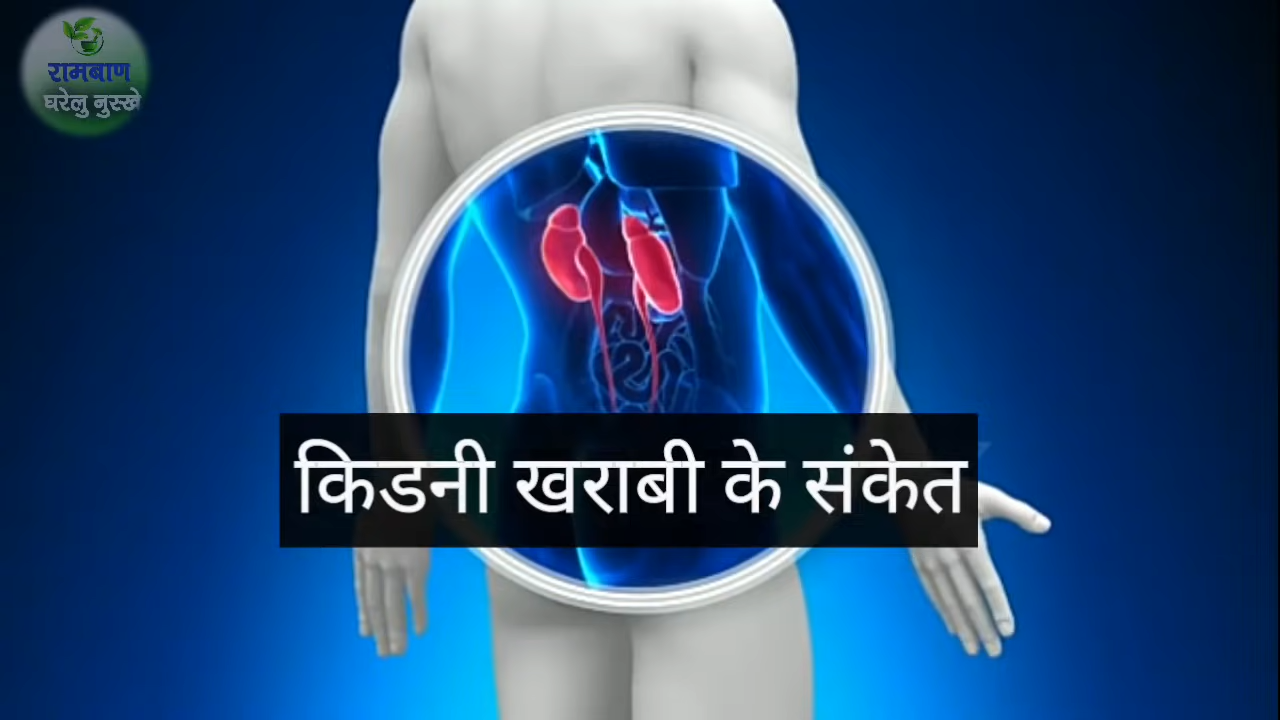 रामबाण
घरेलु नुस्खे
किडनी खराबी के संकेत